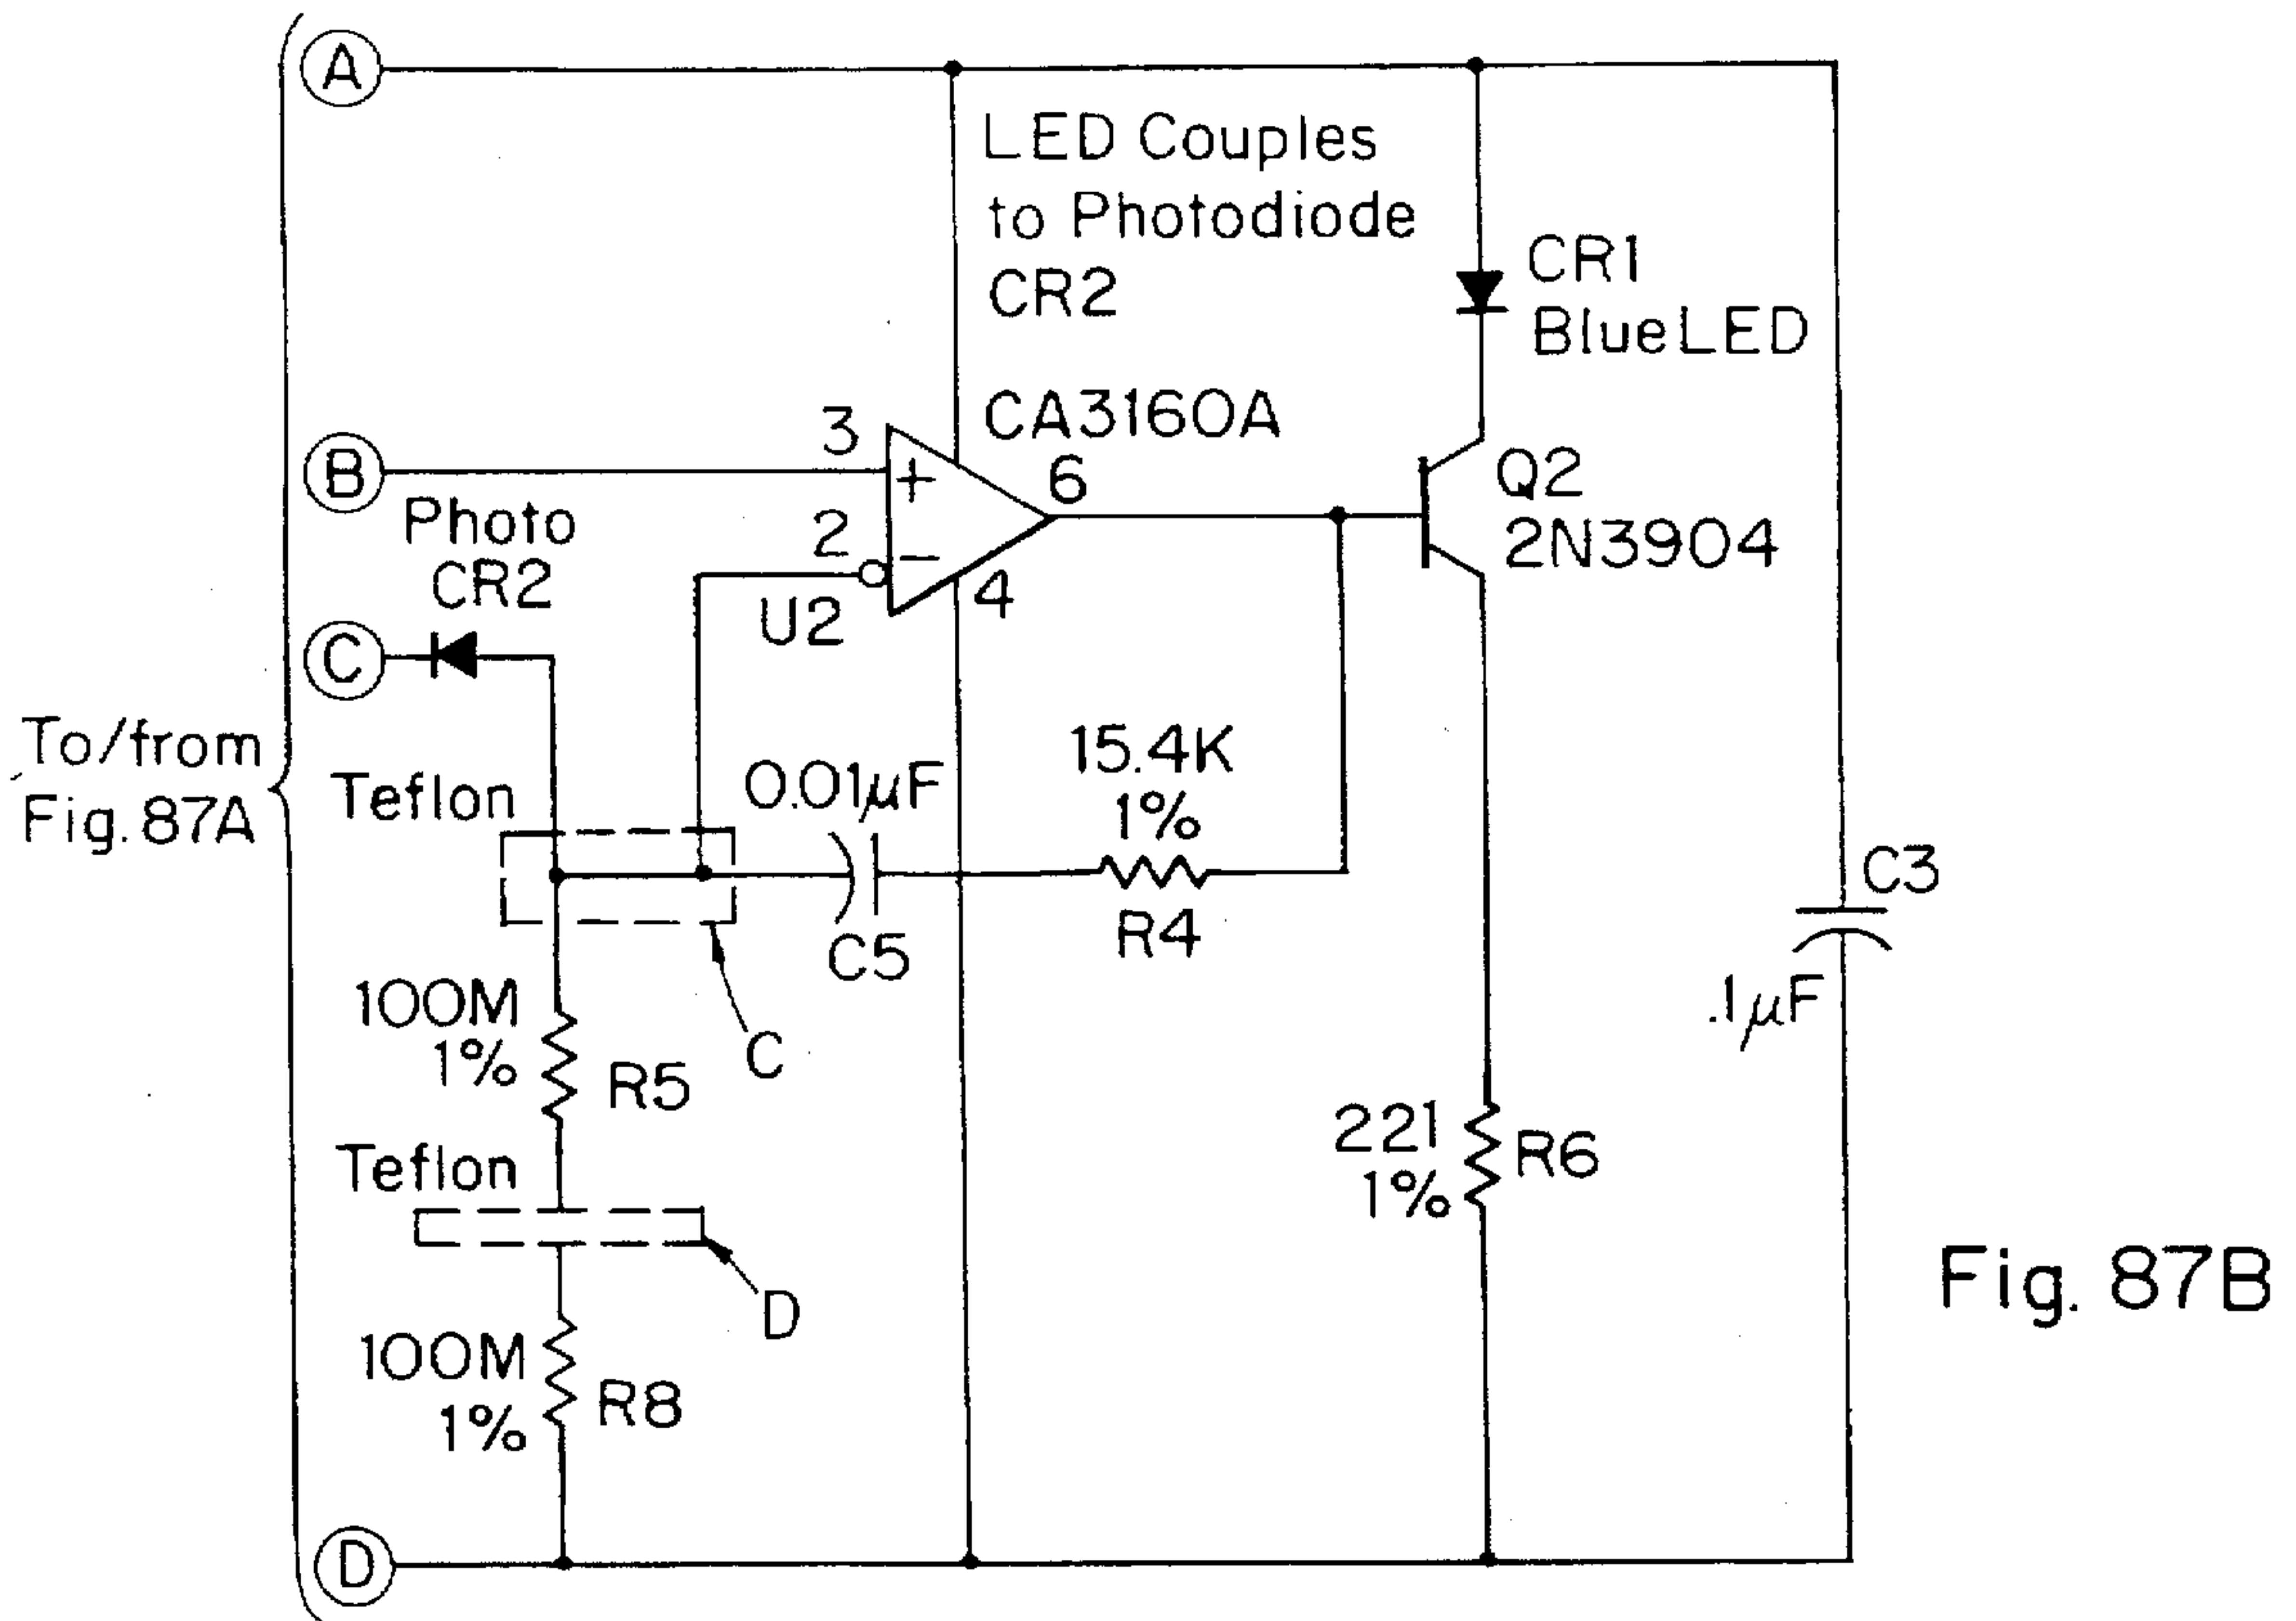 A
LED Couples
to Photodiode
CR2
CR1
Blue LED
CA3160A
3
+
6
B
Q2
2N3904
Photo
CR2
2
−
4
U2
C
To/from
Fig. 87A
Teflon
0.01µF
15.4K
1%
C5
R4
C3
.1µF
100M
1%
R5
C
Teflon
221
1%
R6
D
100M
1%
R8
D
Fig. 87B